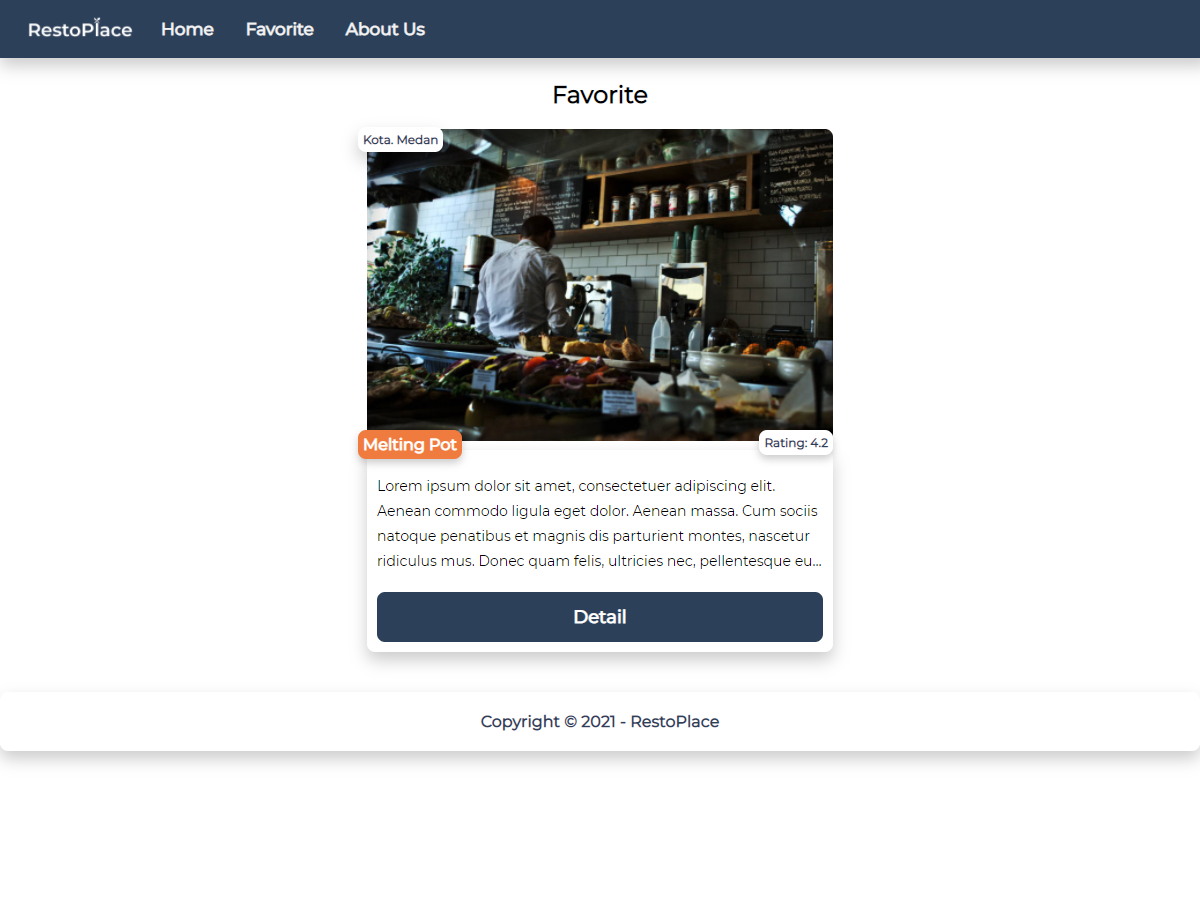 RestoPlace Home Favorite About Us
Favorite
Kota. Medan
Melting Pot
Rating: 4.2
Lorem ipsum dolor sit amet, consectetuer adipiscing elit.
Aenean commodo ligula eget dolor. Aenean massa. Cum sociis
natoque penatibus et magnis dis parturient montes, nascetur
ridiculus mus. Donec quam felis, ultricies nec, pellentesque eu...
Detail
Copyright © 2021 - RestoPlace